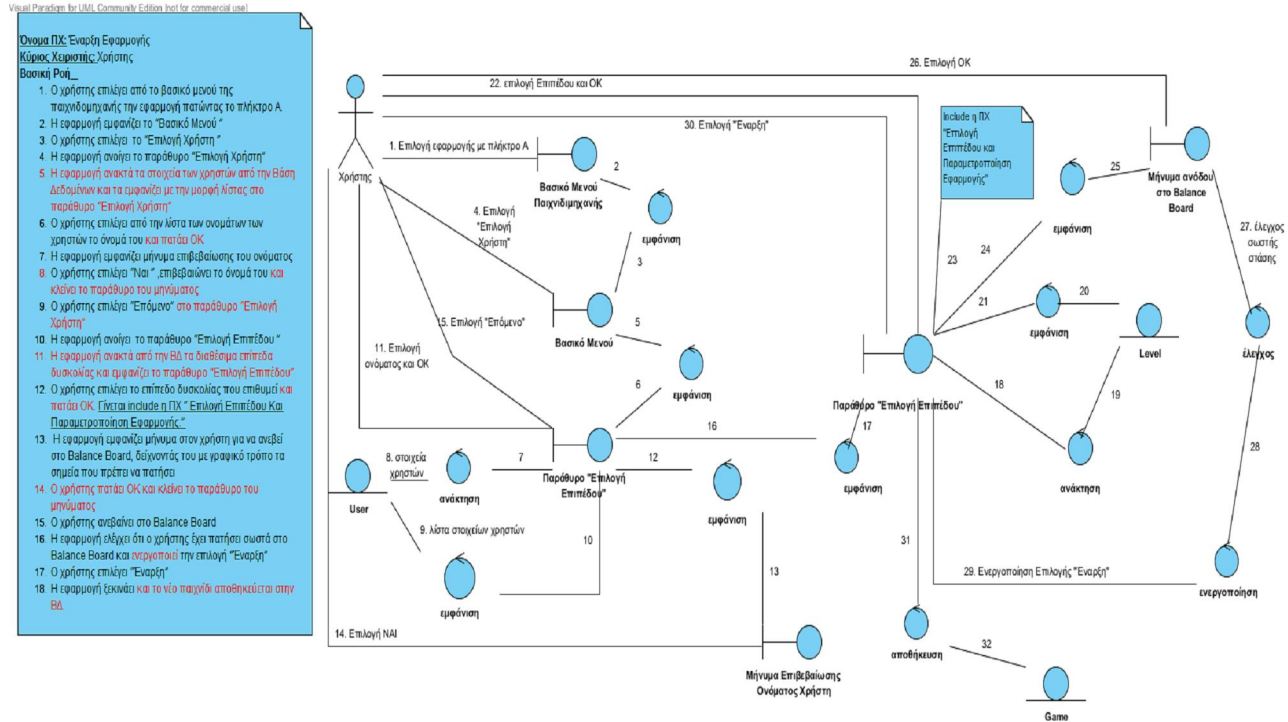 Visual Paradigm for UML Community Edition [not for commercial use]
Όνομα ΠΧ: Έναρξη Εφαρμογής
Κύριος Χειριστής: Χρήστης
Βασική Ροή
1. Ο χρήστης επιλέγει από το βασικό μενού της
παιχνιδομηχανής την εφαρμογή πατώντας το πλήκτρο Α.
2. Η εφαρμογή εμφανίζει το "Βασικό Μενού "
3. Ο χρήστης επιλέγει το "Επιλογή Χρήστη "
4. Η εφαρμογή ανοίγει το παράθυρο "Επιλογή Χρήστη"
5. Η εφαρμογή ανακτά τα στοιχεία των χρηστών από την Βάση
Δεδομένων και τα εμφανίζει με την μορφή λίστας στο
παράθυρο "Επιλογή Χρήστη"
6. Ο χρήστης επιλέγει από την λίστα των ονομάτων των
χρηστών το όνομά του και πατάει ΟΚ
7. Η εφαρμογή εμφανίζει μήνυμα επιβεβαίωσης του ονόματος
8. Ο χρήστης επιλέγει "Ναι " ,επιβεβαιώνει το όνομά του και
κλείνει το παράθυρο του μηνύματος
9. Ο χρήστης επιλέγει "Επόμενο" στο παράθυρο "Επιλογή
Χρήστη"
10. Η εφαρμογή ανοίγει το παράθυρο "Επιλογή Επιπέδου "
11. Η εφαρμογή ανακτά από την ΒΔ τα διαθέσιμα επίπεδα
δυσκολίας και εμφανίζει το παράθυρο "Επιλογή Επιπέδου"
12. Ο χρήστης επιλέγει το επίπεδο δυσκολίας που επιθυμεί και
πατάει ΟΚ. Γίνεται include η ΠΧ " Επιλογή Επιπέδου Και
Παραμετροποίηση Εφαρμογής."
13. Η εφαρμογή εμφανίζει μήνυμα στον χρήστη για να ανεβεί
στο Balance Board, δείχνοντάς του με γραφικό τρόπο τα
σημεία που πρέπει να πατήσει
14. Ο χρήστης πατάει ΟΚ και κλείνει το παράθυρο του
μηνύματος
15. Ο χρήστης ανεβαίνει στο Balance Board
16. Η εφαρμογή ελέγχει ότι ο χρήστης έχει πατήσει σωστά στο
Balance Board και ενεργοποιεί την επιλογή "Έναρξη"
17. Ο χρήστης επιλέγει "Έναρξη"
18. Η εφαρμογή ξεκινάει και το νέο παιχνίδι αποθηκεύεται στην
ΒΔ.
26. Επιλογή ΟΚ
22. επιλογή Επιπέδου και ΟΚ
30. Επιλογή "Έναρξη"
1. Επιλογή εφαρμογής με πλήκτρο Α
Χρήστης
2
Βασικό Μενού
Παιχνιδιμηχανής
εμφάνιση
4. Επιλογή
"Επιλογή
Χρήστη"
3
15. Επιλογή "Επόμενο"
5
Βασικό Μενού
11. Επιλογή
ονόματος και ΟΚ
6
εμφάνιση
16
8. στοιχεία
χρηστών
7
12
Παράθυρο "Επιλογή
Επιπέδου"
User
ανάκτηση
εμφάνιση
9. λίστα στοιχείων χρηστών
10
εμφάνιση
13
14. Επιλογή ΝΑΙ
Μήνυμα Επιβεβαίωσης
Ονόματος Χρήστη
Include η ΠΧ
"Επιλογή
Επιπέδου και
Παραμετροποίηση
Εφαρμογής"
25
Μήνυμα ανόδου
στο Balance
Board
εμφάνιση
24
23
27. έλεγχος
σωστής
στάσης
21
20
εμφάνιση
Level
έλεγχος
18
19
Παράθυρο "Επιλογή Επιπέδου"
17
28
εμφάνιση
ανάκτηση
31
29. Ενεργοποίηση Επιλογής "Έναρξη"
ενεργοποίηση
αποθήκευση
32
Game